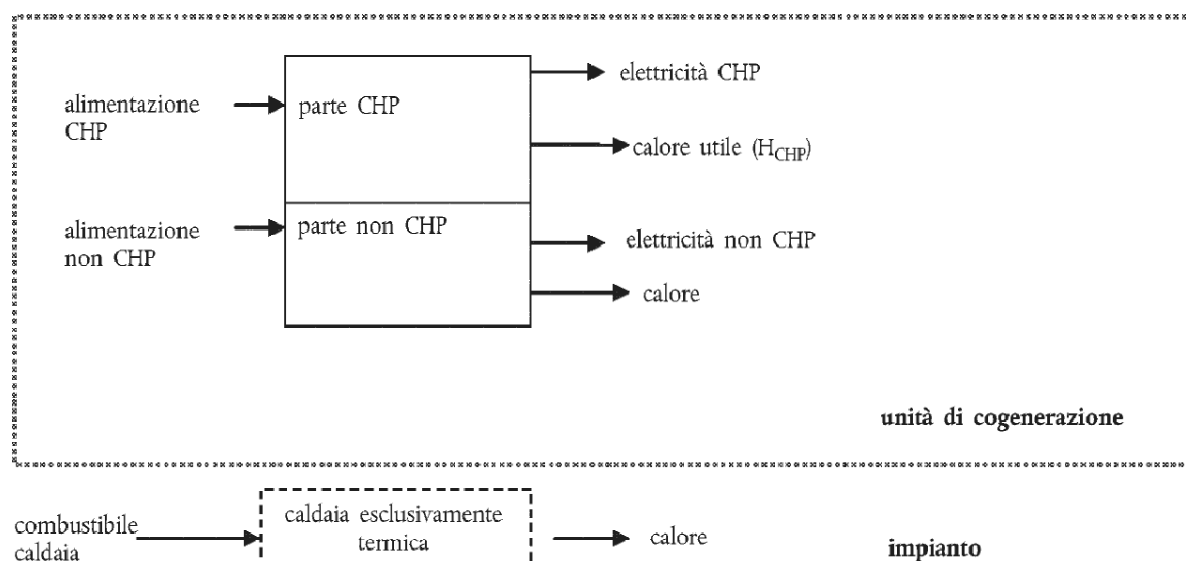 elettricità CHP
alimentazione
CHP
parte CHP
calore utile (HCHP)
alimentazione
non CHP
parte non CHP
elettricità non CHP
calore
unità di cogenerazione
combustibile
caldaia
caldaia esclusivamente
termica
calore
impianto